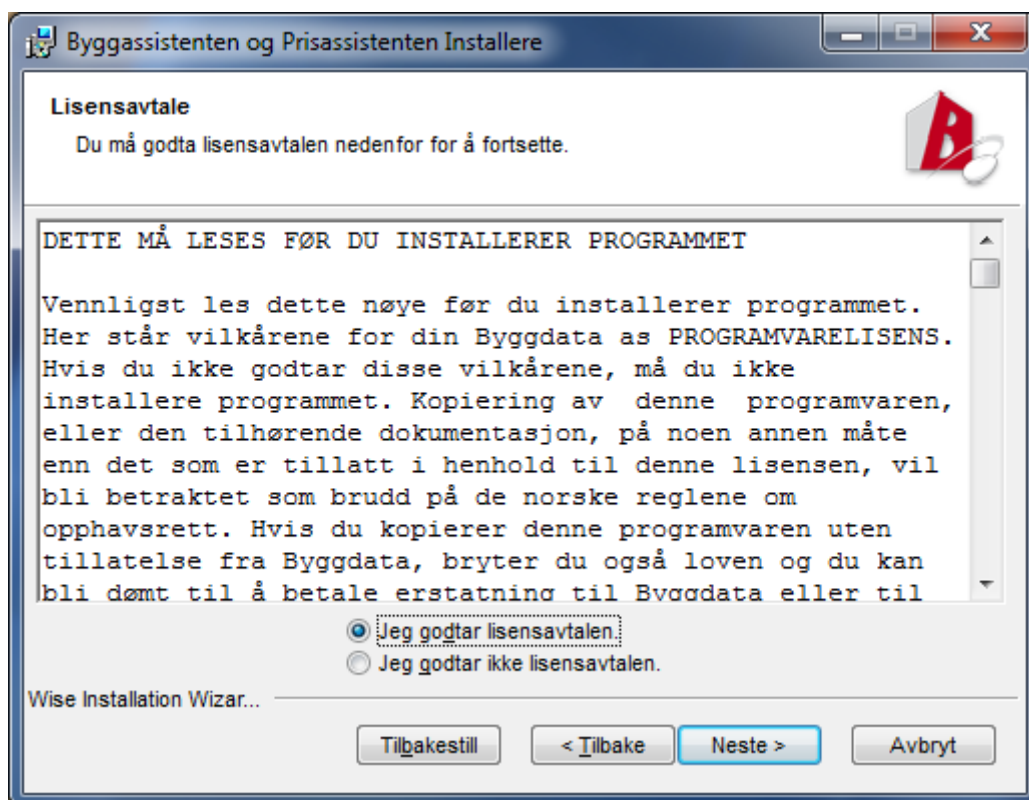 Byggassistenten og Prisassistenten Installere
Lisensavtale
Du må godta lisensavtalen nedenfor for å fortsette.
B
DETTE MÅ LESES FØR DU INSTALLERER PROGRAMMET
Vennligst les dette nøye før du installerer programmet.
Her står vilkårene for din Byggdata as PROGRAMVARELISENS.
Hvis du ikke godtar disse vilkårene, må du ikke
installere programmet. Kopiering av  denne  programvaren,
eller den tilhørende dokumentasjon, på noen annen måte
enn det som er tillatt i henhold til denne lisensen, vil
bli betraktet som brudd på de norske reglene om
opphavsrett. Hvis du kopierer denne programvaren uten
tillatelse fra Byggdata, bryter du også loven og du kan
bli dømt til å betale erstatning til Byggdata eller til
Jeg godtar lisensavtalen.
Jeg godtar ikke lisensavtalen.
Wise Installation Wizar...
Tilbakestill
< Tilbake
Neste >
Avbryt